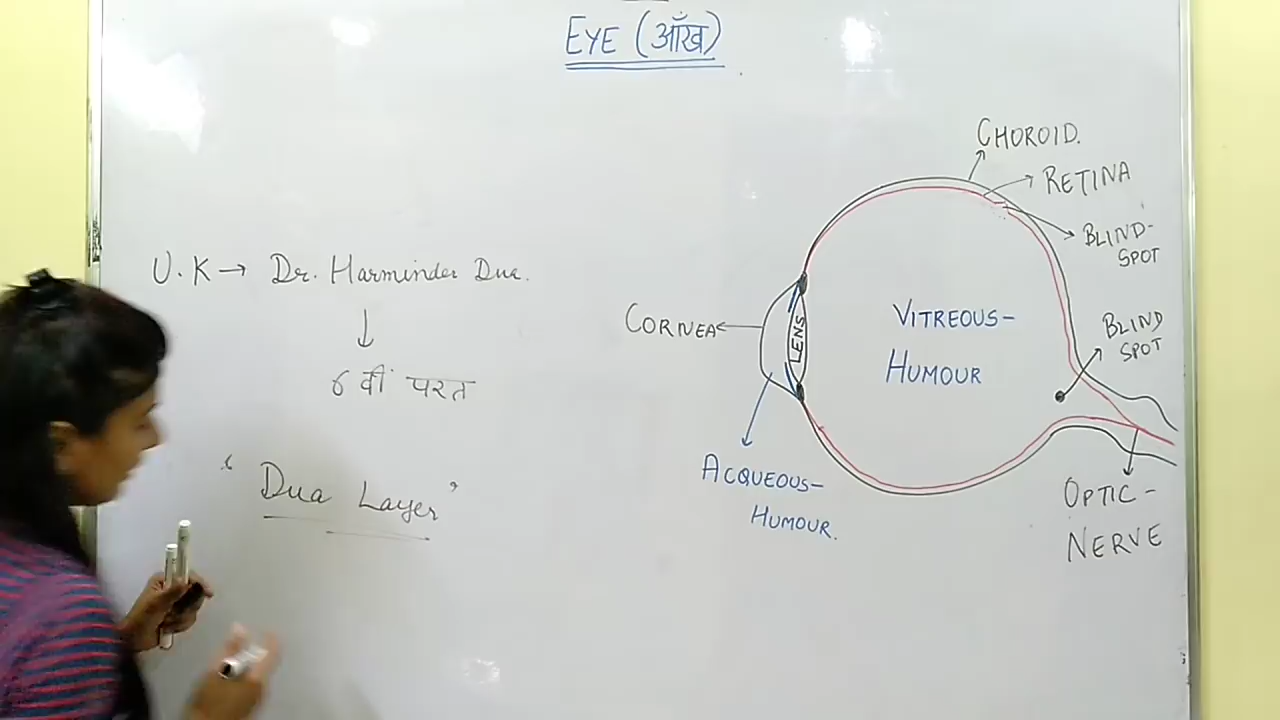 EYE (आँख)
U.K → Dr. Harminder Dua.
↓
6 वीं परत
"Dua Layer"
CHOROID.
RETINA
BLIND-
SPOT
BLIND
SPOT
CORNEA
LENS
VITREOUS-
HUMOUR
ACQUEOUS-
HUMOUR.
OPTIC-
NERVE